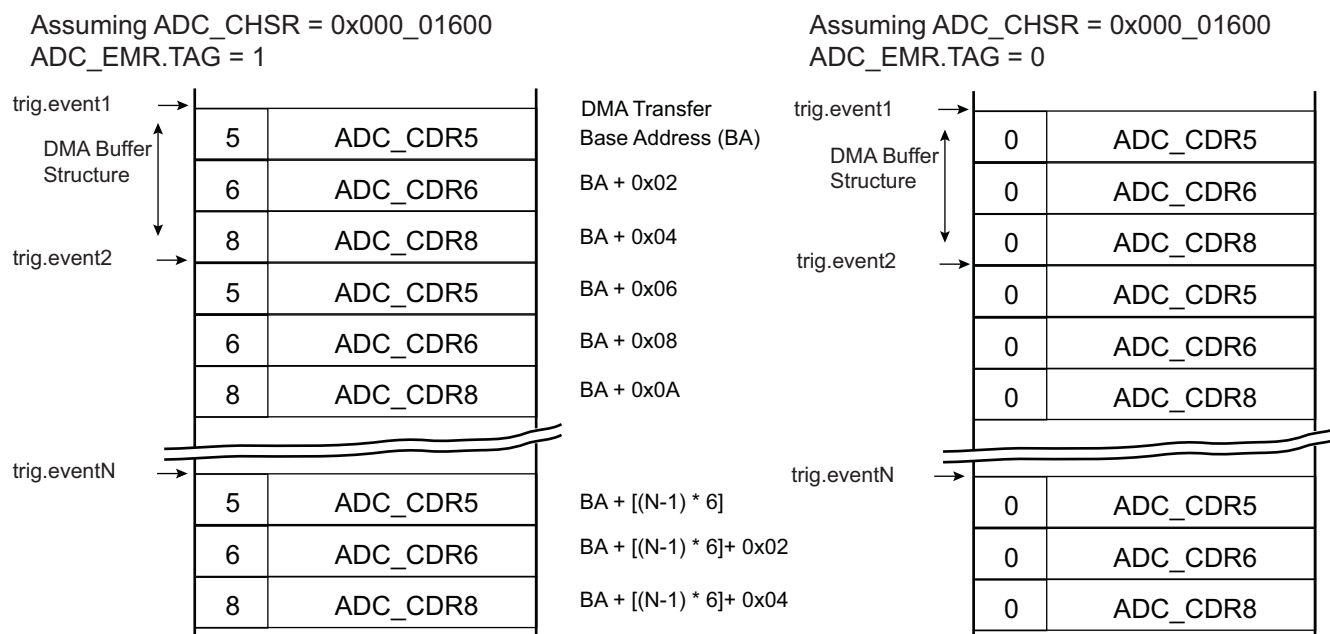 Assuming ADC_CHSR = 0x000_01600
ADC_EMR.TAG = 1
trig.event1
DMA Buffer
Structure
5 ADC_CDR5
6 ADC_CDR6
8 ADC_CDR8
trig.event2
5 ADC_CDR5
6 ADC_CDR6
8 ADC_CDR8
trig.eventN
5 ADC_CDR5
6 ADC_CDR6
8 ADC_CDR8
DMA Transfer
Base Address (BA)
BA + 0x02
BA + 0x04
BA + 0x06
BA + 0x08
BA + 0x0A
BA + [(N-1) * 6]
BA + [(N-1) * 6]+ 0x02
BA + [(N-1) * 6]+ 0x04
Assuming ADC_CHSR = 0x000_01600
ADC_EMR.TAG = 0
trig.event1
DMA Buffer
Structure
0 ADC_CDR5
0 ADC_CDR6
0 ADC_CDR8
trig.event2
0 ADC_CDR5
0 ADC_CDR6
0 ADC_CDR8
trig.eventN
0 ADC_CDR5
0 ADC_CDR6
0 ADC_CDR8